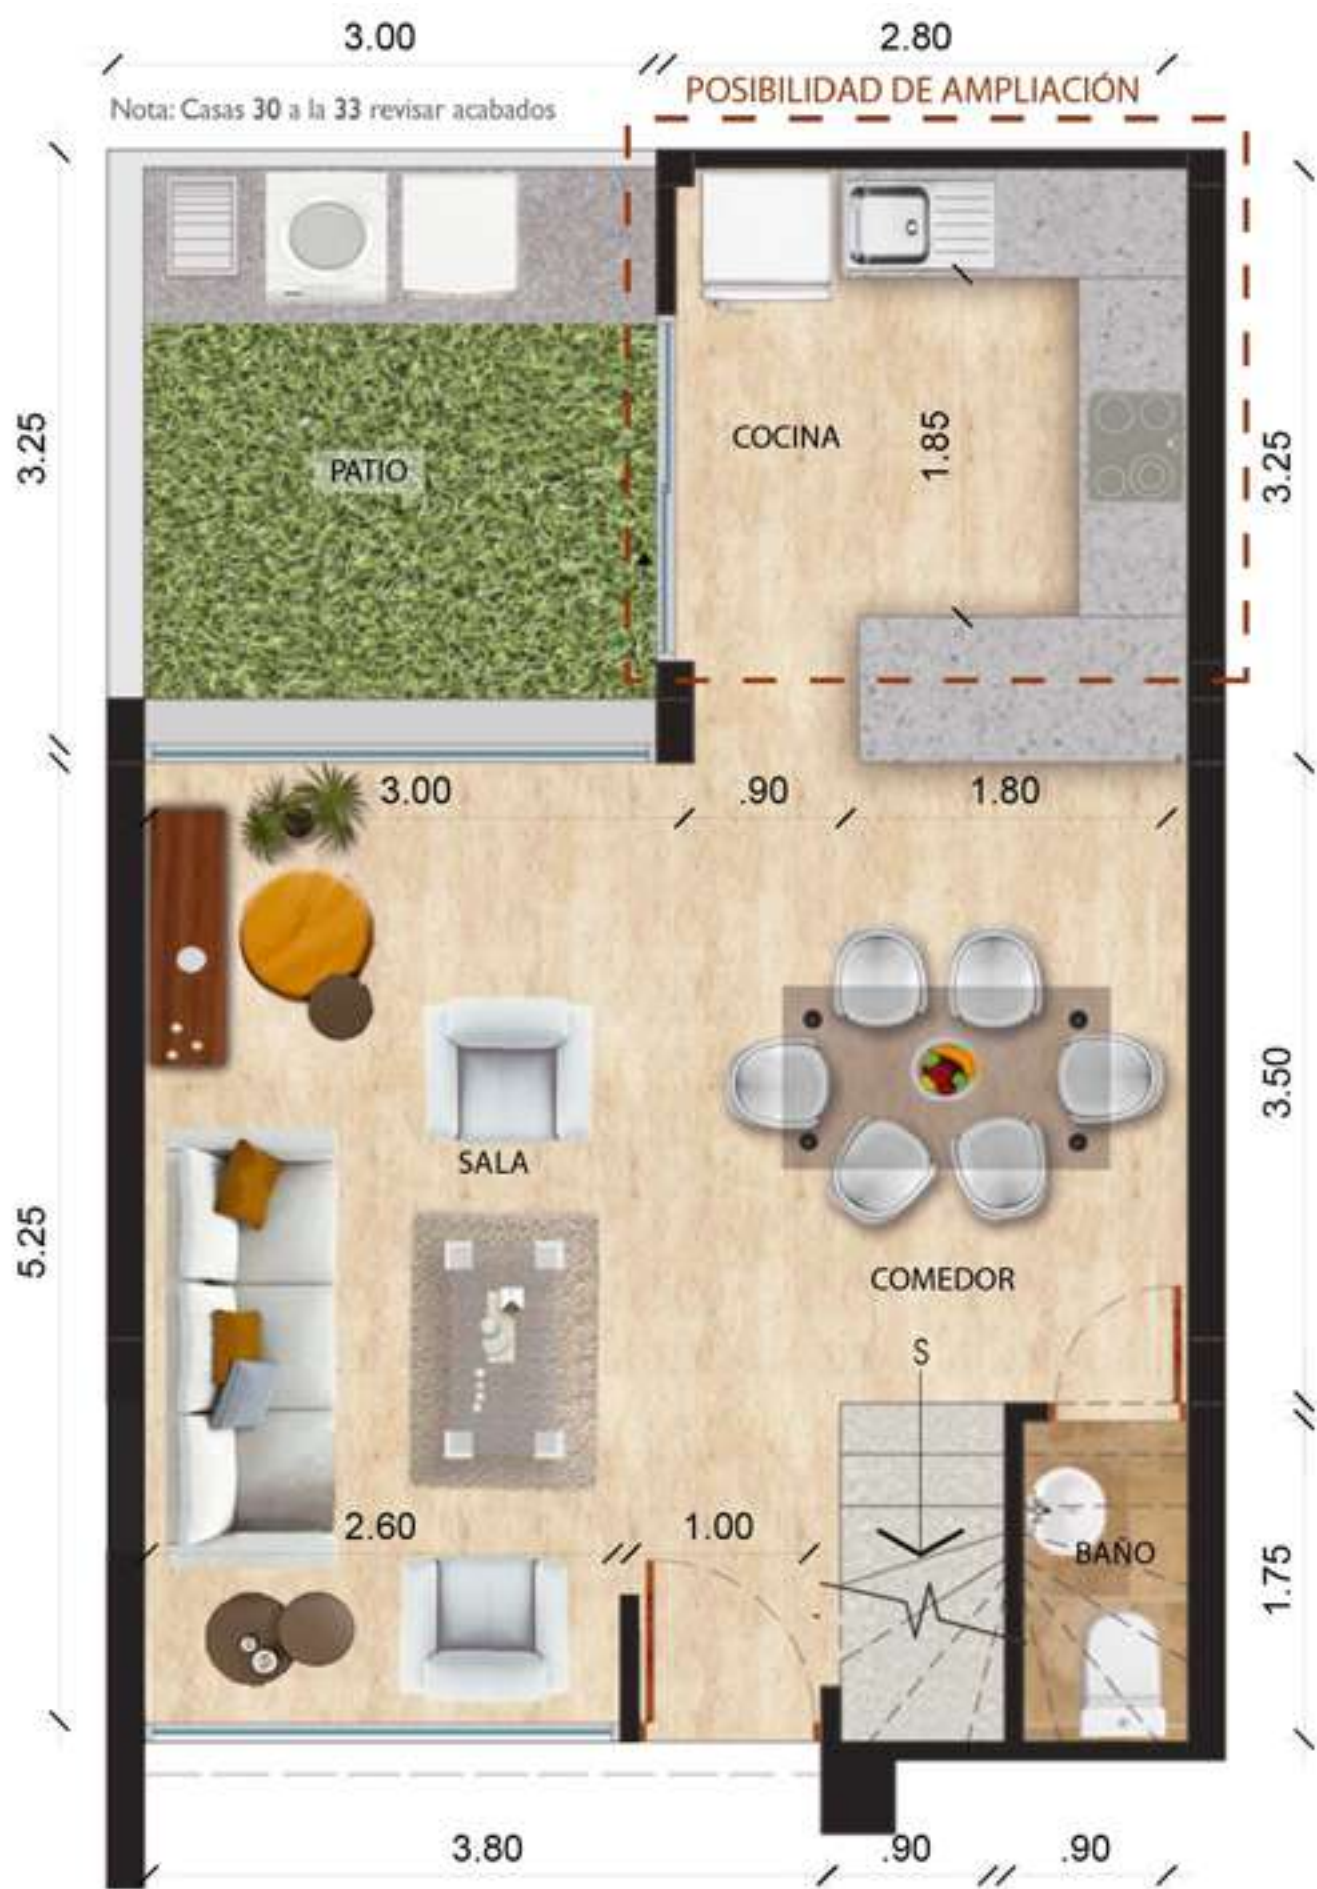 3.00
2.80
POSIBILIDAD DE AMPLIACIÓN
Nota: Casas 30 a la 33 revisar acabados
3.25
PATIO
COCINA
1.85
3.25
3.00
.90
1.80
3.50
SALA
5.25
COMEDOR
S
2.60
1.00
BAÑO
1.75
3.80
.90
.90